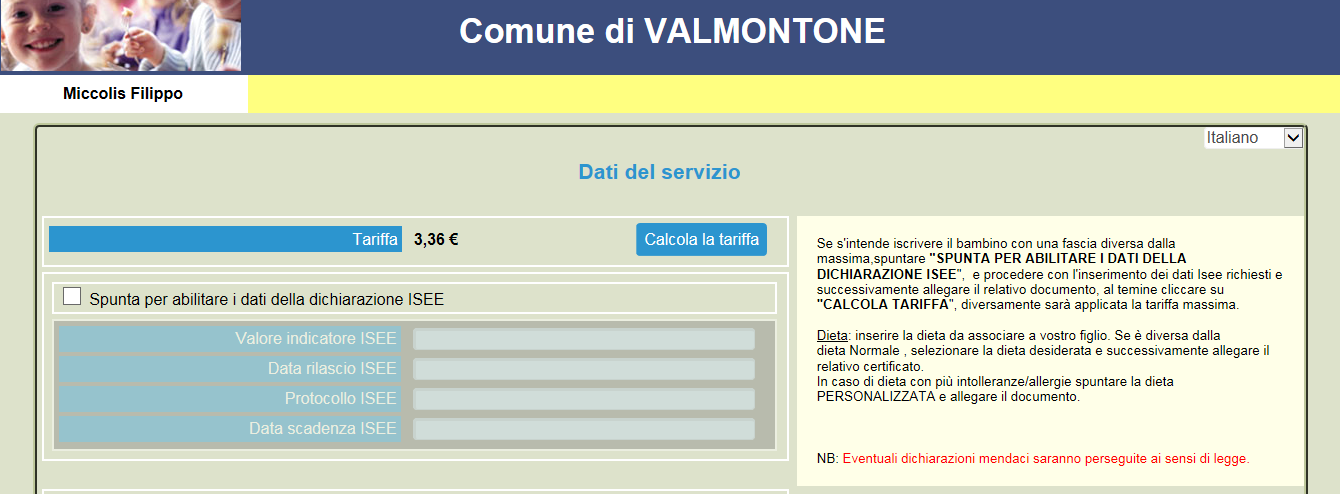 Comune di VALMONTONE
Miccolis Filippo
Italiano
Dati del servizio
Tariffa 3,36 € Calcola la tariffa
Spunta per abilitare i dati della dichiarazione ISEE
Valore indicatore ISEE
Data rilascio ISEE
Protocollo ISEE
Data scadenza ISEE
Se s'intende iscrivere il bambino con una fascia diversa dalla
massima,spuntare "SPUNTA PER ABILITARE I DATI DELLA
DICHIARAZIONE ISEE", e procedere con l'inserimento dei dati Isee richiesti e
successivamente allegare il relativo documento, al temine cliccare su
"CALCOLA TARIFFA", diversamente sarà applicata la tariffa massima.
Dieta: inserire la dieta da associare a vostro figlio. Se è diversa dalla
dieta Normale , selezionare la dieta desiderata e successivamente allegare il
relativo certificato.
In caso di dieta con più intolleranze/allergie spuntare la dieta
PERSONALIZZATA e allegare il documento.
NB: Eventuali dichiarazioni mendaci saranno perseguite ai sensi di legge.